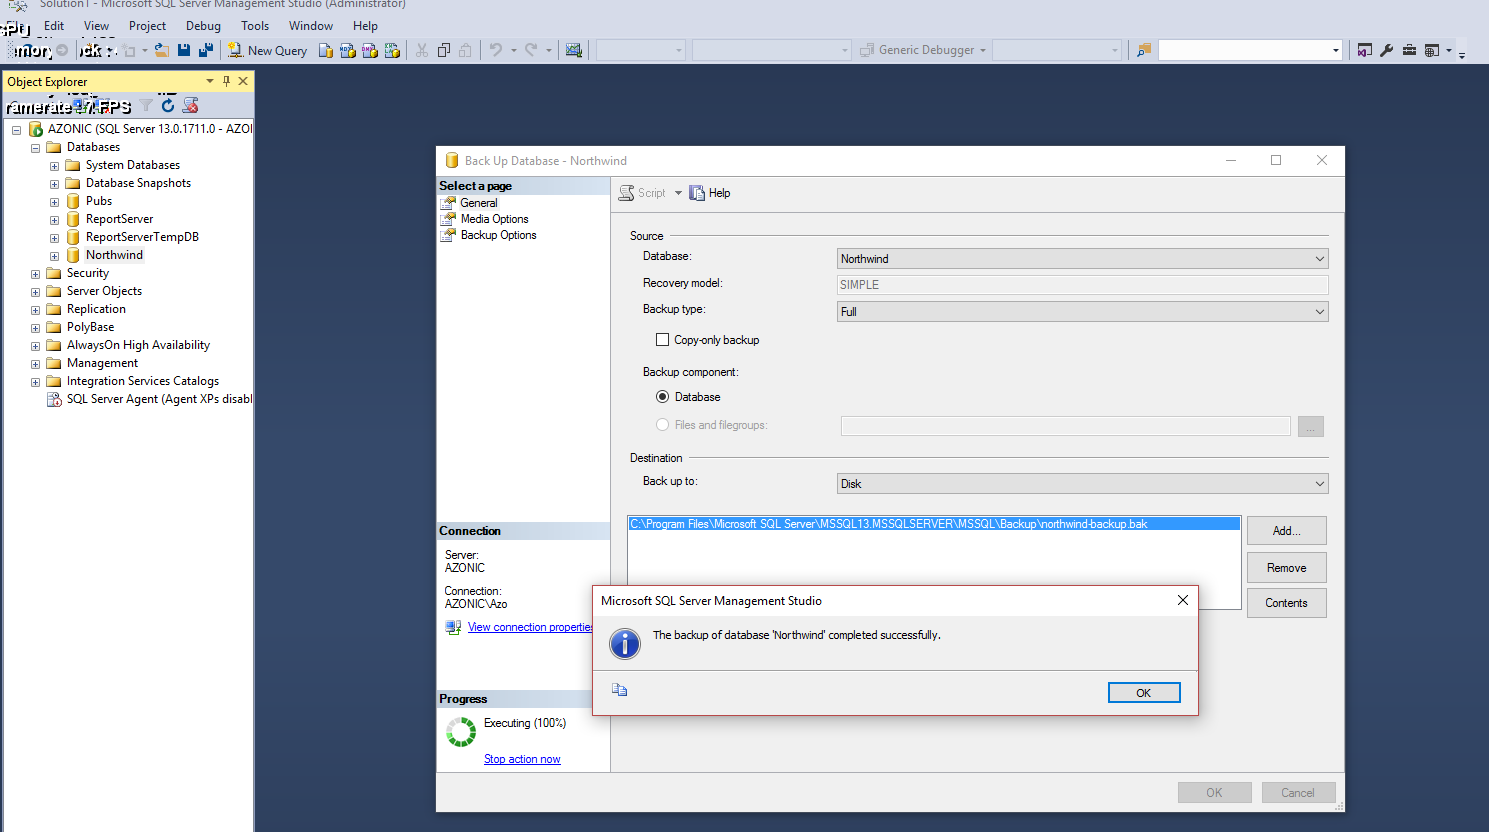 Solution1 - Microsoft SQL Server Management Studio (Administrator)
Edit View Project Debug Tools Window Help
New Query
Generic Debugger
Object Explorer
AZONIC (SQL Server 13.0.1711.0 - AZO
Databases
System Databases
Database Snapshots
Pubs
ReportServer
ReportServerTempDB
Northwind
Security
Server Objects
Replication
PolyBase
AlwaysOn High Availability
Management
Integration Services Catalogs
SQL Server Agent (Agent XPs disabl
Back Up Database - Northwind
Select a page
General
Media Options
Backup Options
Script Help
Source
Database: Northwind
Recovery model: SIMPLE
Backup type: Full
Copy-only backup
Backup component:
Database
Files and filegroups: ...
Destination
Back up to: Disk
C:\Program Files\Microsoft SQL Server\MSSQL13.MSSQLSERVER\MSSQL\Backup\northwind-backup.bak
Add...
Remove
Contents
Connection
Server:
AZONIC
Connection:
AZONIC\Azo
View connection properties
Progress
Executing (100%)
Stop action now
Microsoft SQL Server Management Studio
The backup of database 'Northwind' completed successfully.
OK
OK Cancel